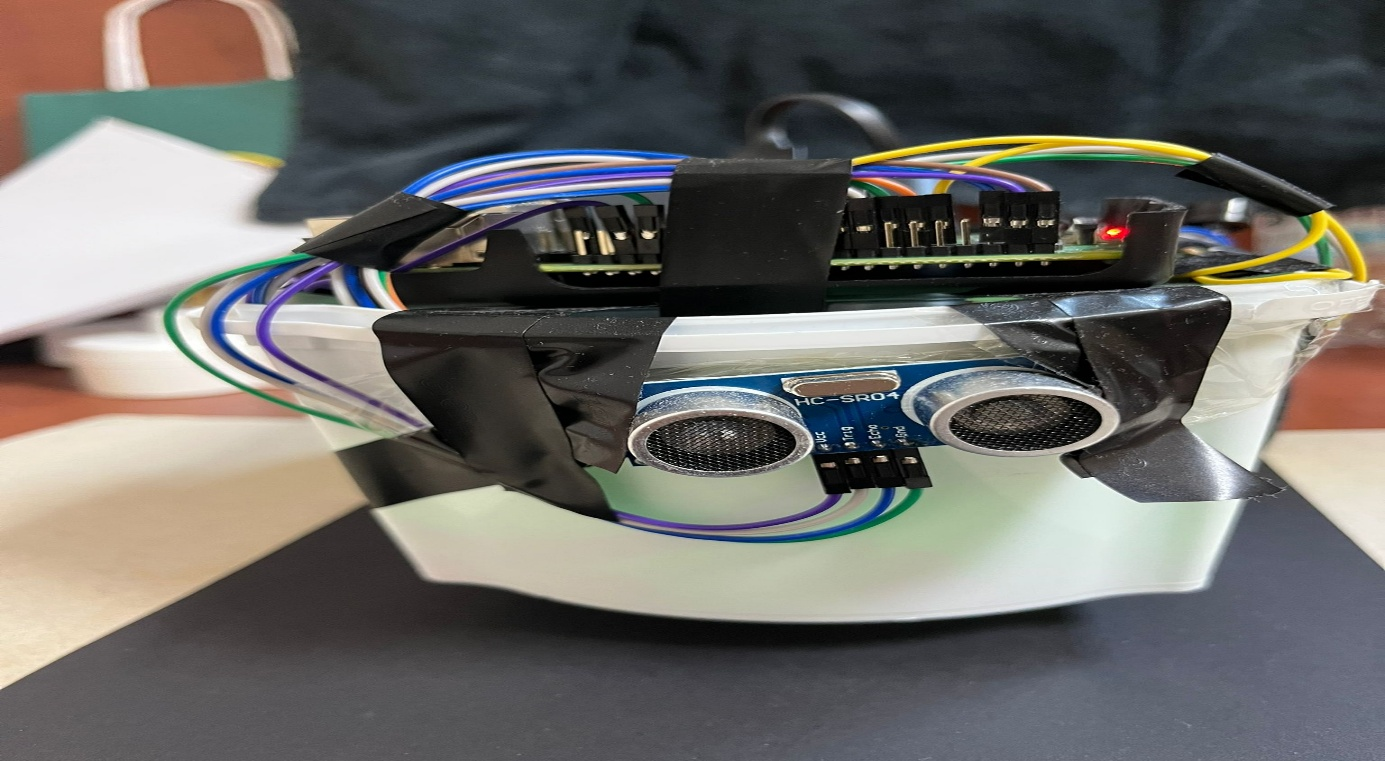 HC-SR04
Vcc
Trig
Echo
Gnd